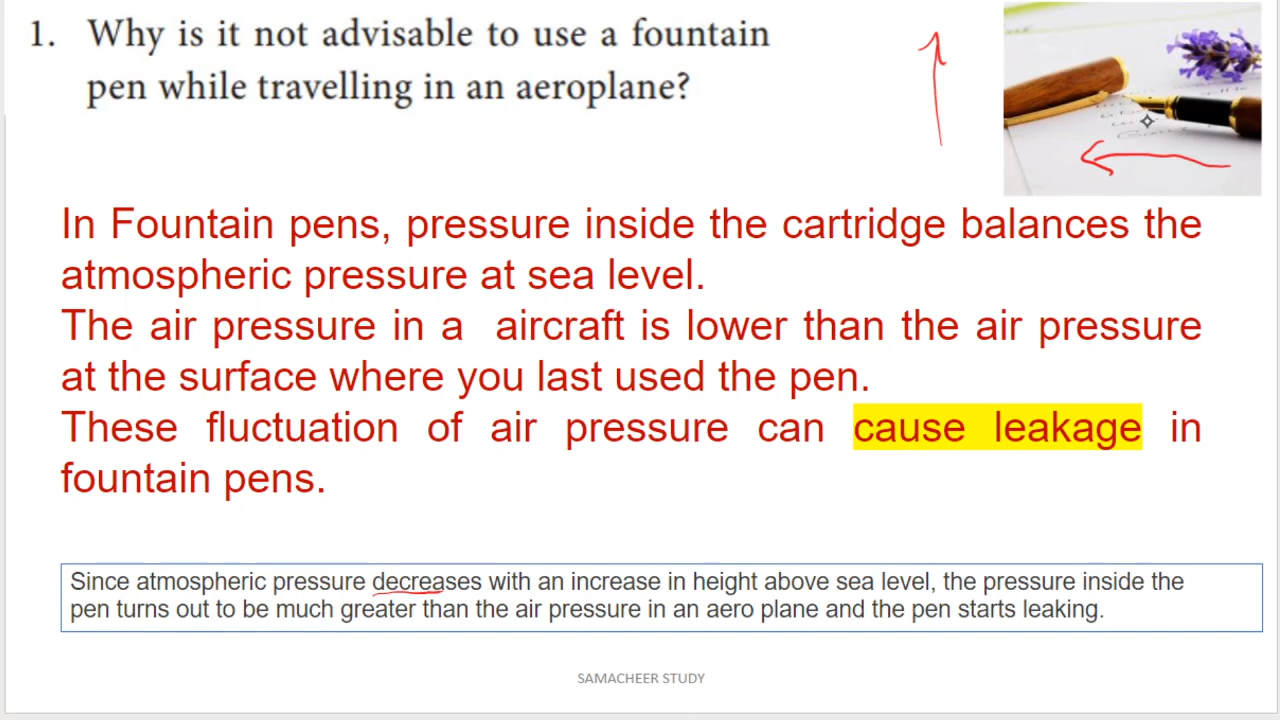 1. Why is it not advisable to use a fountain
pen while travelling in an aeroplane?
In Fountain pens, pressure inside the cartridge balances the
atmospheric pressure at sea level.
The air pressure in a aircraft is lower than the air pressure
at the surface where you last used the pen.
These fluctuation of air pressure can cause leakage in
fountain pens.
Since atmospheric pressure decreases with an increase in height above sea level, the pressure inside the
pen turns out to be much greater than the air pressure in an aero plane and the pen starts leaking.
SAMACHEER STUDY